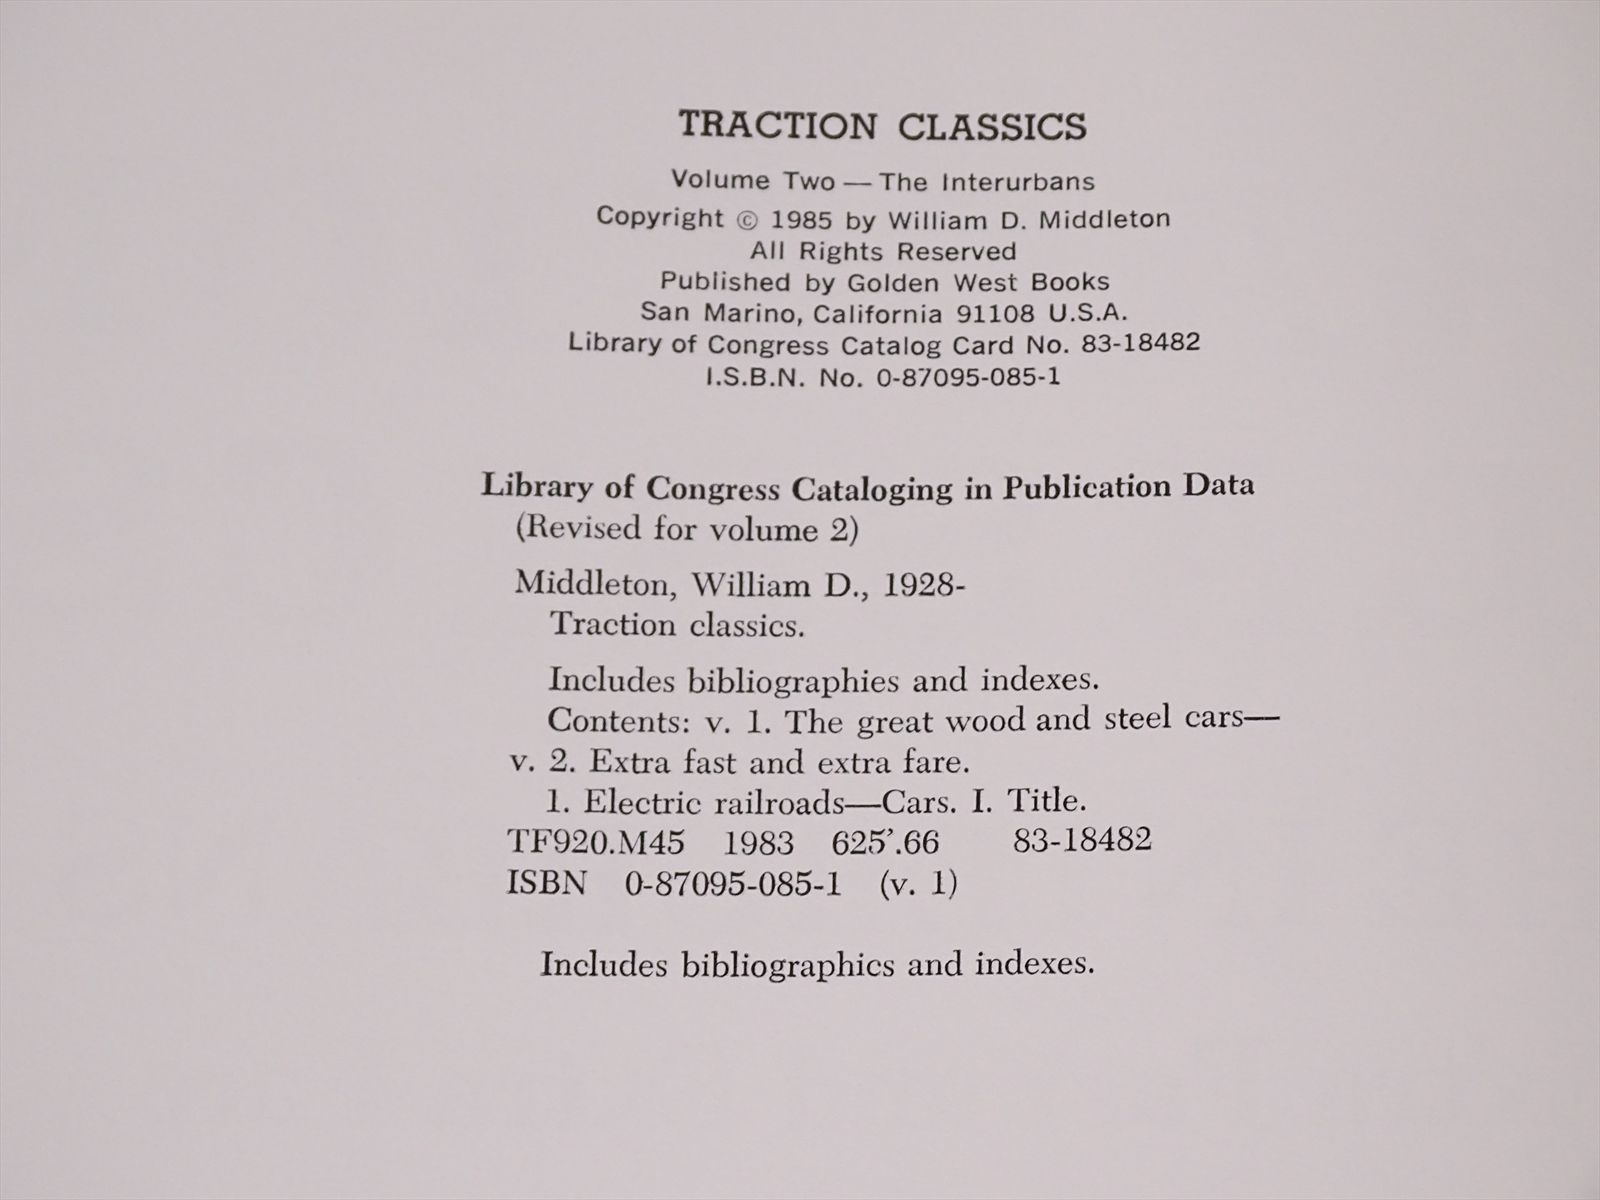 TRACTION CLASSICS
Volume Two — The Interurbans
Copyright © 1985 by William D. Middleton
All Rights Reserved
Published by Golden West Books
San Marino, California 91108 U.S.A.
Library of Congress Catalog Card No. 83-18482
I.S.B.N. No. 0-87095-085-1
Library of Congress Cataloging in Publication Data
(Revised for volume 2)
Middleton, William D., 1928-
Traction classics.
Includes bibliographies and indexes.
Contents: v. 1. The great wood and steel cars—
v. 2. Extra fast and extra fare.
1. Electric railroads—Cars. I. Title.
TF920.M45 1983 625’.66 83-18482
ISBN 0-87095-085-1 (v. 1)
Includes bibliographics and indexes.